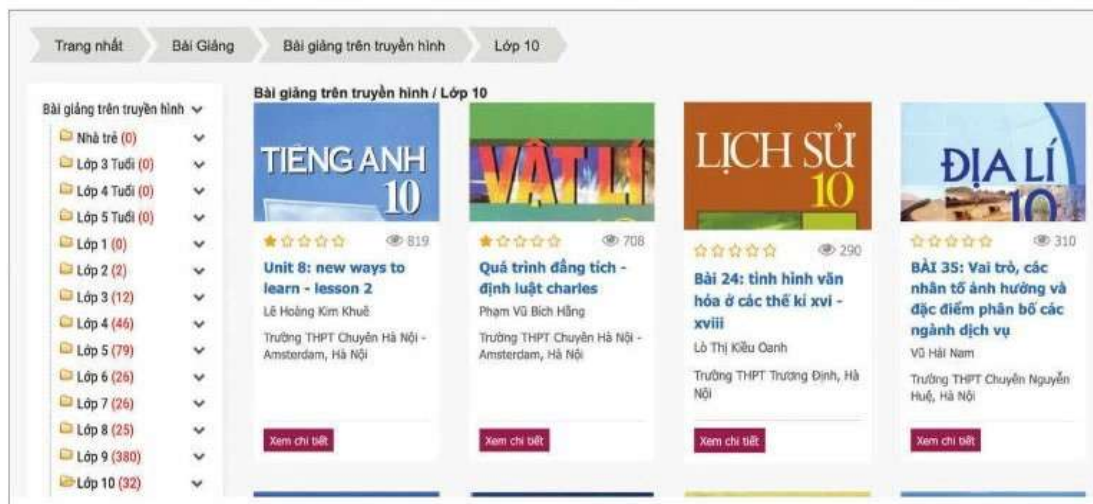 Trang nhất
Bài Giảng
Bài giảng trên truyền hình
Lớp 10
Bài giảng trên truyền hình
Nhà trẻ (0)
Lớp 3 Tuổi (0)
Lớp 4 Tuổi (0)
Lớp 5 Tuổi (0)
Lớp 1 (0)
Lớp 2 (2)
Lớp 3 (12)
Lớp 4 (46)
Lớp 5 (79)
Lớp 6 (26)
Lớp 7 (26)
Lớp 8 (25)
Lớp 9 (380)
Lớp 10 (32)
Bài giảng trên truyền hình / Lớp 10
TIẾNG ANH
10
819
Unit 8: new ways to
learn - lesson 2
Lê Hoàng Kim Khuê
Trường THPT Chuyên Hà Nội -
Amsterdam, Hà Nội
Xem chi tiết
VẬT LÍ
708
Quá trình đẳng tích -
định luật charles
Phạm Vũ Bích Hằng
Trường THPT Chuyên Hà Nội -
Amsterdam, Hà Nội
Xem chi tiết
LỊCH SỬ
10
290
Bài 24: tình hình văn
hóa ở các thế kỉ xvi -
xviii
Lò Thị Kiều Oanh
Trường THPT Trương Định, Hà
Nội
Xem chi tiết
ĐỊA LÍ
10
310
BÀI 35: Vai trò, các
nhân tố ảnh hưởng và
đặc điểm phân bố các
ngành dịch vụ
Vũ Hải Nam
Trường THPT Chuyên Nguyễn
Huệ, Hà Nội
Xem chi tiết